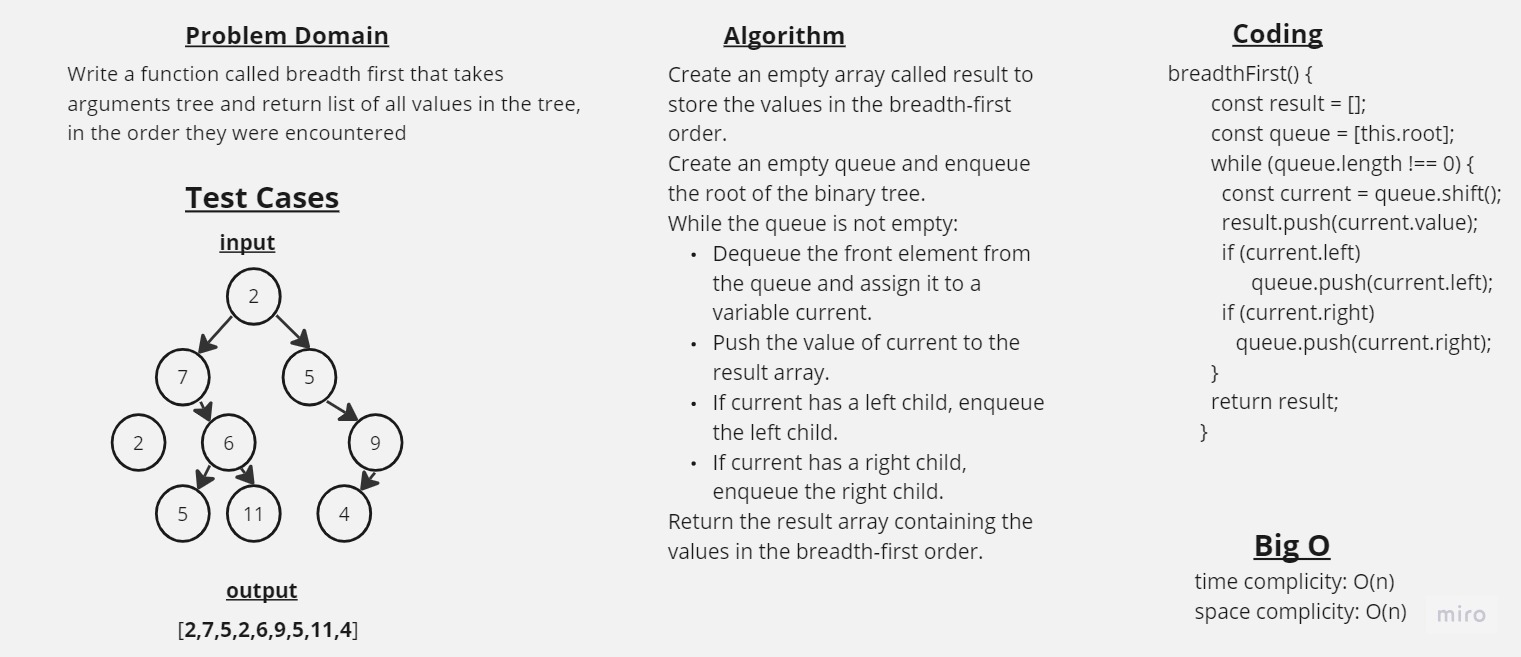 Problem Domain
Write a function called breadth first that takes
arguments tree and return list of all values in the tree,
in the order they were encountered
Test Cases
input
2
7 5
2 6 9
5 11 4
output
[2,7,5,2,6,9,5,11,4]
Algorithm
Create an empty array called result to
store the values in the breadth-first
order.
Create an empty queue and enqueue
the root of the binary tree.
While the queue is not empty:
• Dequeue the front element from
the queue and assign it to a
variable current.
• Push the value of current to the
result array.
• If current has a left child, enqueue
the left child.
• If current has a right child,
enqueue the right child.
Return the result array containing the
values in the breadth-first order.
Coding
breadthFirst() {
const result = [];
const queue = [this.root];
while (queue.length !== 0) {
const current = queue.shift();
result.push(current.value);
if (current.left)
queue.push(current.left);
if (current.right)
queue.push(current.right);
}
return result;
}
Big O
time complicity: O(n)
space complicity: O(n)
miro